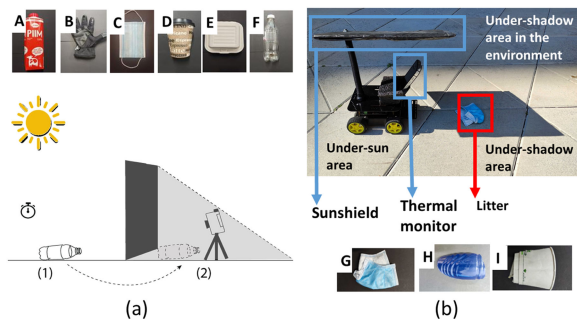 A B C D E F
PIIM
(1)
(2)
(a)
Under-shadow
area in the
environment
Under-sun
area
Under-shadow
area
Sunshield
Thermal
monitor
Litter
G H I
(b)